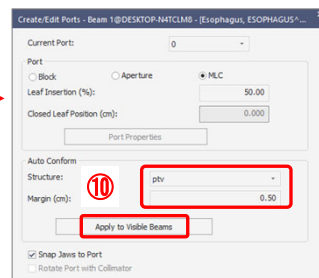 Create/Edit Ports - Beam 1@DESKTOP-N4TCLM8 - [Esophagus, ESOPHAGUS^...
Current Port: 0
Port
Block Aperture MLC
Leaf Insertion (%): 50.00
Closed Leaf Position (cm): 0.000
Port Properties
Auto Conform
Structure: ptv
⑩
Margin (cm): 0.50
Apply to Visible Beams
Snap Jaws to Port
Rotate Port with Collimator